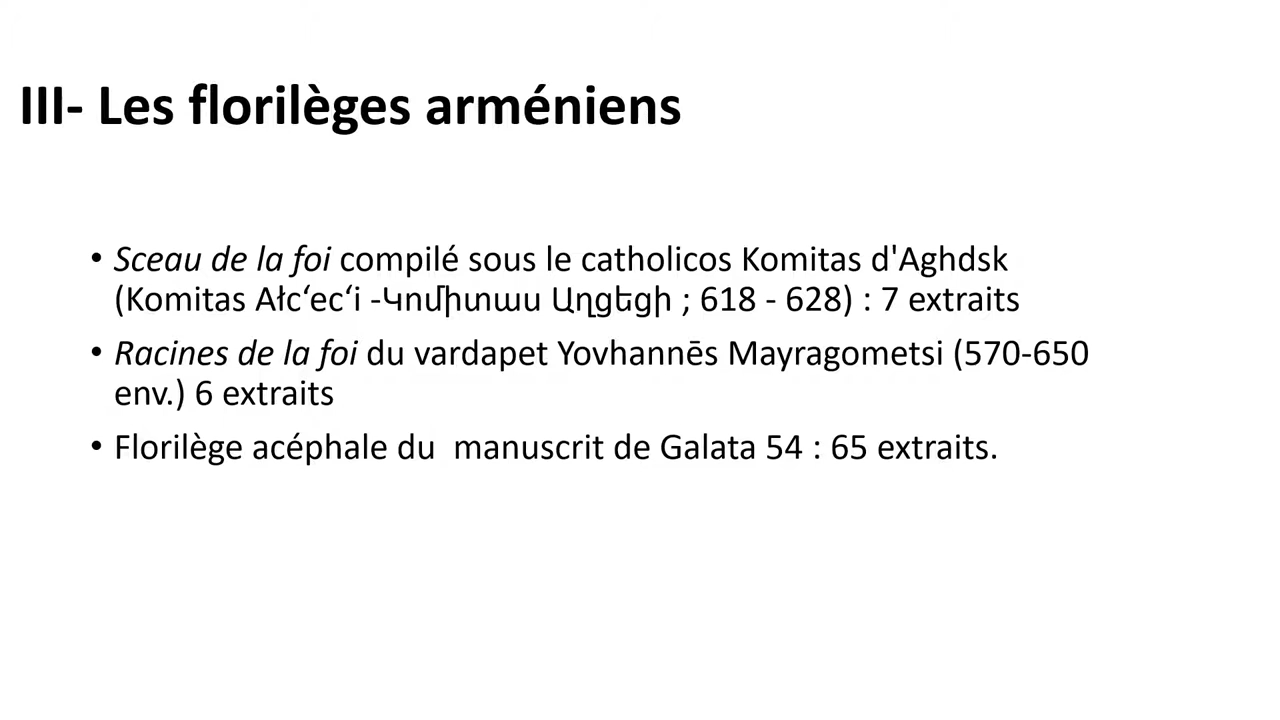 III- Les florilèges arméniens
• Sceau de la foi compilé sous le catholicos Komitas d'Aghdsk
(Komitas Ałc‘ec‘i -Կոմիտաս Աղցեցի ; 618 - 628) : 7 extraits
• Racines de la foi du vardapet Yovhannēs Mayragometsi (570-650
env.) 6 extraits
• Florilège acéphale du  manuscrit de Galata 54 : 65 extraits.